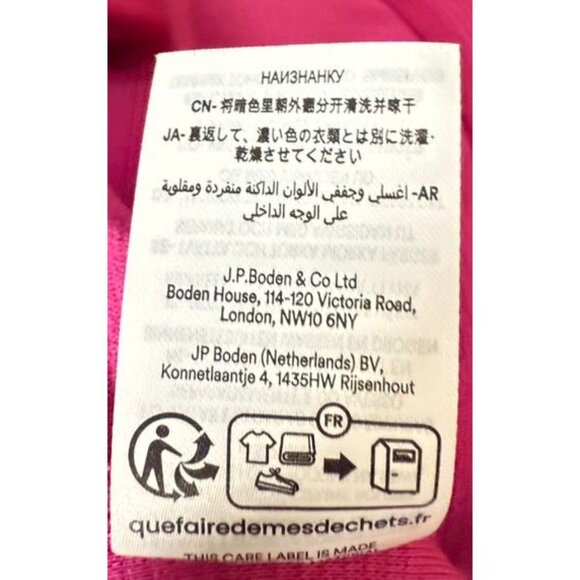 НАИЗНАНКУ
CN- 将暗色里朝外翻分开清洗并晾干
JA- 裏返して、濃い色の衣類とは別に洗濯・
乾燥させてください
AR- اغسلي وجففي الألوان الداكنة منفردة ومقلوبة
على الوجه الداخلي
J.P.Boden & Co Ltd
Boden House, 114-120 Victoria Road,
London, NW10 6NY
JP Boden (Netherlands) BV,
Konnetlaantje 4, 1435HW Rijsenhout
FR
quefairedemesdechets.fr
THIS CARE LABEL IS MADE